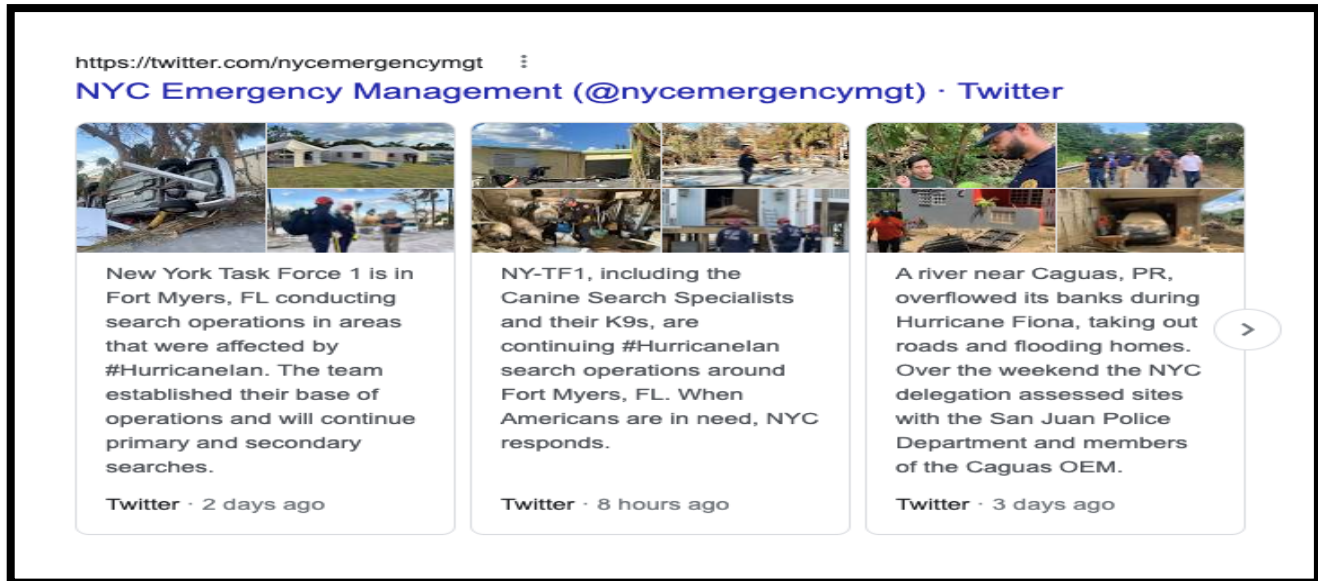 https://twitter.com/nycemergencymgt
NYC Emergency Management (@nycemergencymgt) · Twitter
New York Task Force 1 is in
Fort Myers, FL conducting
search operations in areas
that were affected by
#HurricaneIan. The team
established their base of
operations and will continue
primary and secondary
searches.
Twitter · 2 days ago
NY-TF1, including the
Canine Search Specialists
and their K9s, are
continuing #HurricaneIan
search operations around
Fort Myers, FL. When
Americans are in need, NYC
responds.
Twitter · 8 hours ago
A river near Caguas, PR,
overflowed its banks during
Hurricane Fiona, taking out
roads and flooding homes.
Over the weekend the NYC
delegation assessed sites
with the San Juan Police
Department and members
of the Caguas OEM.
Twitter · 3 days ago